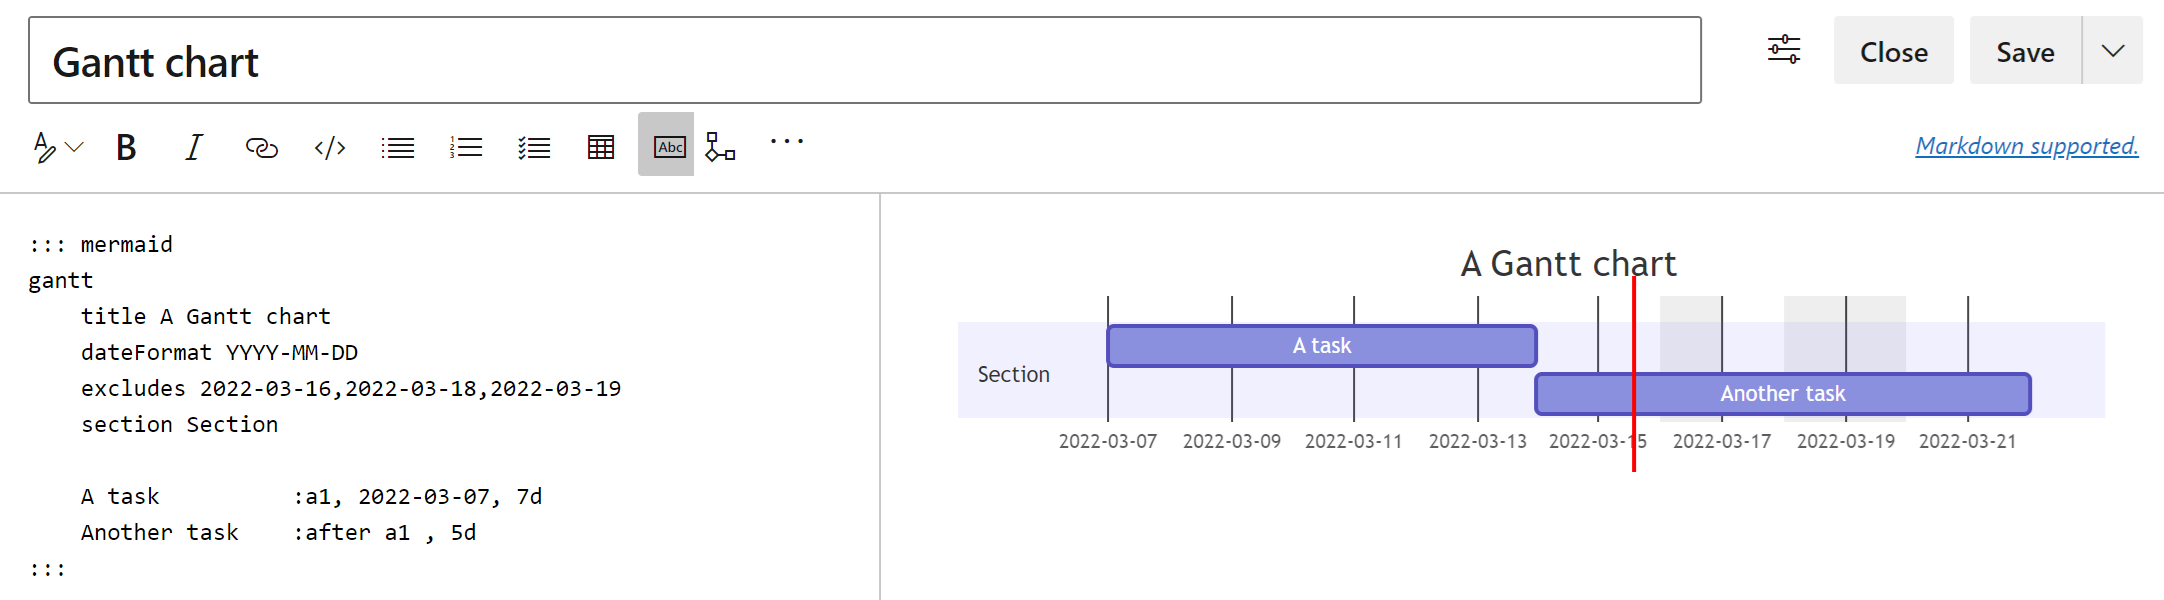 Gantt chart
Close
Save
B I </> Abc ...
Markdown supported.
::: mermaid
gantt
title A Gantt chart
dateFormat YYYY-MM-DD
excludes 2022-03-16,2022-03-18,2022-03-19
section Section
A task :a1, 2022-03-07, 7d
Another task :after a1 , 5d
:::
A Gantt chart
A task
Section
Another task
2022-03-07 2022-03-09 2022-03-11 2022-03-13 2022-03-15 2022-03-17 2022-03-19 2022-03-21